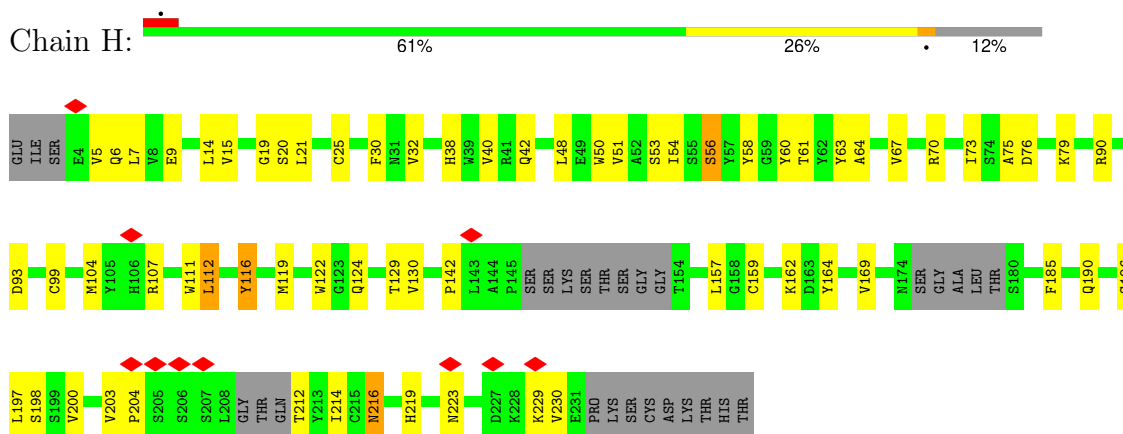 Chain H:
61% 26% • 12%
GLU ILE SER E4 V5 Q6 L7 V8 E9 L14 V15 G19 S20 L21 C25 F30 N31 V32 H38 W39 V40 R41 Q42 L48 E49 W50 V51 A52 S53 I54 S55 S56 Y57 Y58 G59 Y60 T61 Y62 Y63 A64 V67 R70 I73 S74 A75 D76 K79 R90
D93 C99 M104 Y105 H106 R107 W111 L112 Y116 M119 W122 G123 Q124 T129 V130 P142 L143 A144 P145 SER SER LYS SER THR SER GLY GLY T154 L157 G158 C159 K162 D163 Y164 V169 N174 SER GLY ALA LEU THR S180 F185 Q190
L197 S198 S199 V200 V203 P204 S205 S206 S207 L208 GLY THR GLN T212 Y213 I214 C215 N216 H219 N223 D227 K228 K229 V230 E231 PRO LYS SER CYS ASP LYS THR HIS THR